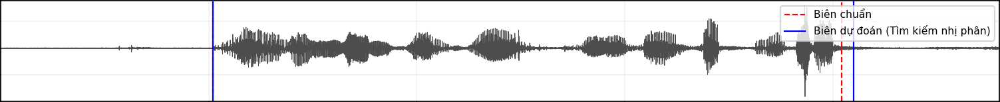 Biên chuẩn
Biên dự đoán (Tìm kiếm nhị phân)